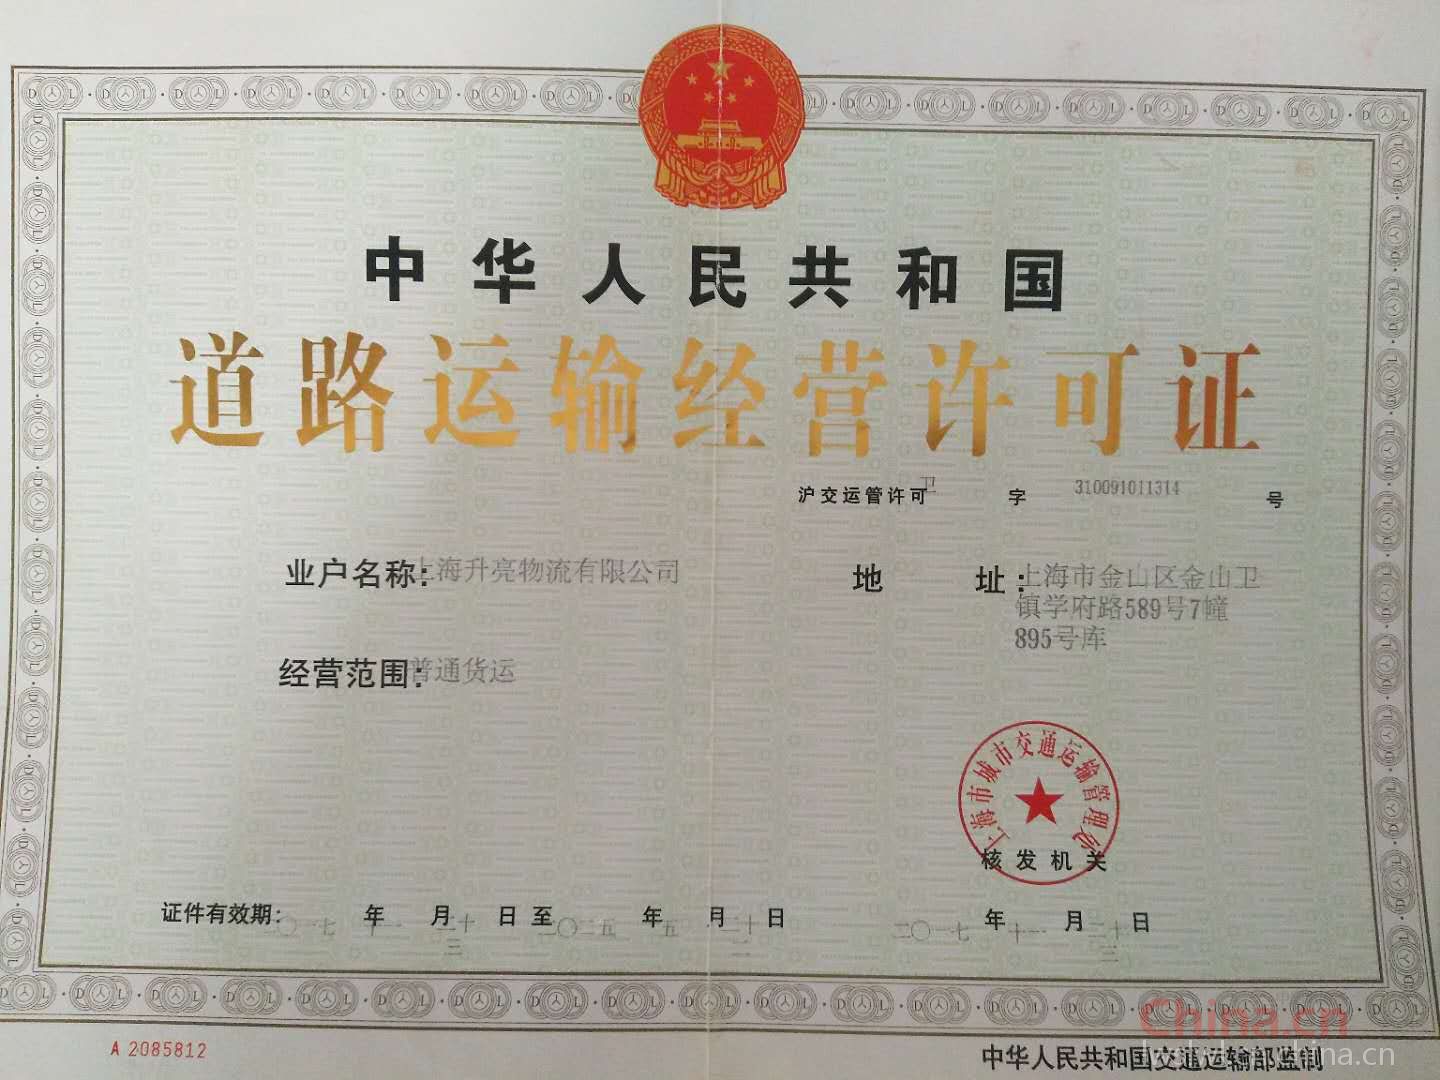 中华人民共和国
道路运输经营许可证
沪交运管许可 卫 字 310091011314 号
业户名称：上海升亮物流有限公司
地 址：上海市金山区金山卫
镇学府路589号7幢
895号库
经营范围：普通货运
上海市城市交通运输管理处
核发机关
证件有效期：二〇一七年十一月二十三日至二〇二五年五月二十一日
二〇一七年十一月二十三日
A 2085812
中华人民共和国交通运输部监制
China.cn